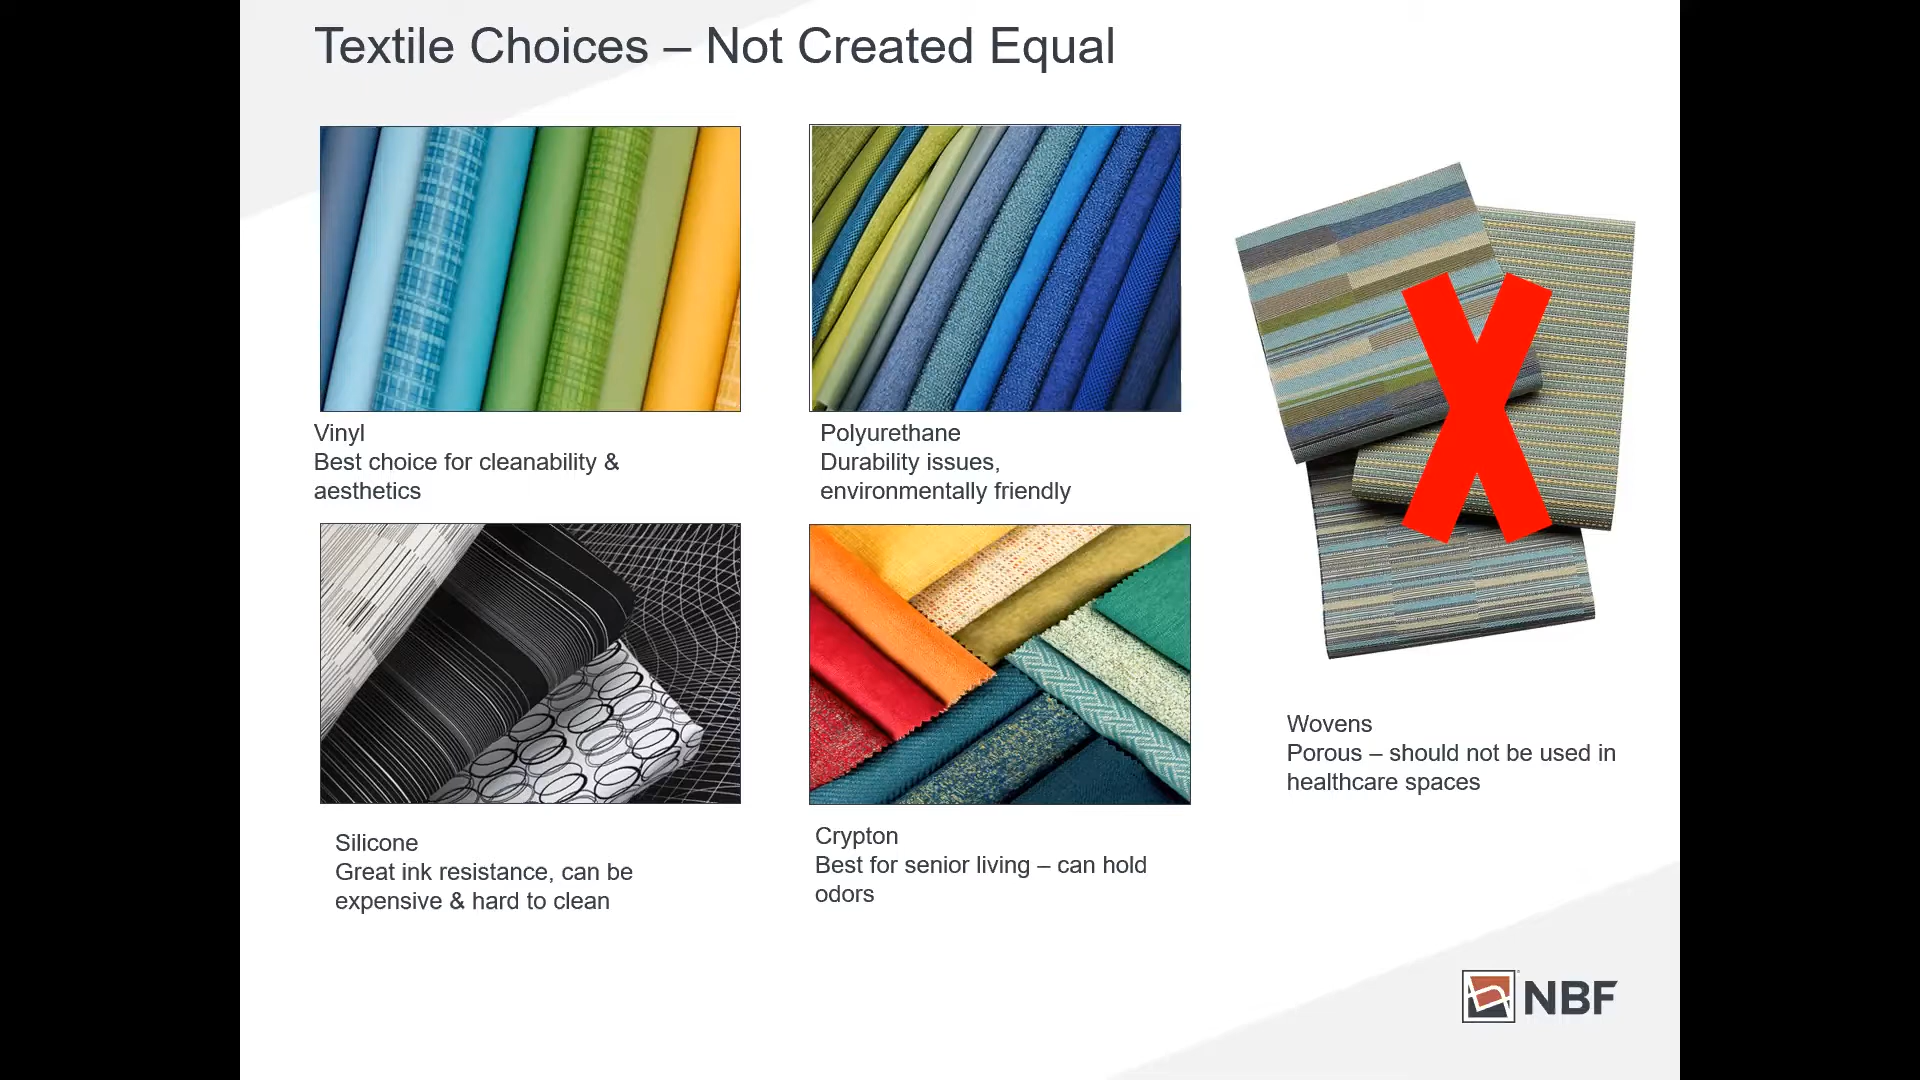 Textile Choices – Not Created Equal
Vinyl
Best choice for cleanability &
aesthetics
Polyurethane
Durability issues,
environmentally friendly
Silicone
Great ink resistance, can be
expensive & hard to clean
Crypton
Best for senior living – can hold
odors
Wovens
Porous – should not be used in
healthcare spaces
NBF